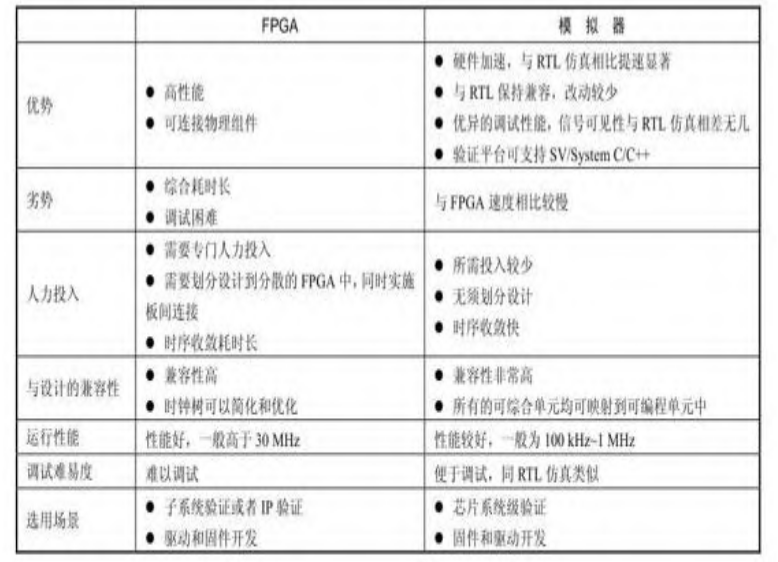 FPGA 模 拟 器
优势
● 高性能
● 可连接物理组件
● 硬件加速，与 RTL 仿真相比提速显著
● 与 RTL 保持兼容，改动较少
● 优异的调试性能，信号可见性与 RTL 仿真相差无几
● 验证平台可支持 SV/System C/C++
劣势
● 综合耗时长
● 调试困难
与 FPGA 速度相比较慢
人力投入
● 需要专门人力投入
● 需要划分设计到分散的 FPGA 中，同时实施
板间连接
● 时序收敛耗时长
● 所需投入较少
● 无须划分设计
● 时序收敛快
与设计的兼容性
● 兼容性高
● 时钟树可以简化和优化
● 兼容性非常高
● 所有的可综合单元均可映射到可编程单元中
运行性能 性能好，一般高于 30 MHz 性能较好，一般为 100 kHz~1 MHz
调试难易度 难以调试 便于调试，同 RTL 仿真类似
选用场景
● 子系统验证或者 IP 验证
● 驱动和固件开发
● 芯片系统级验证
● 固件和驱动开发